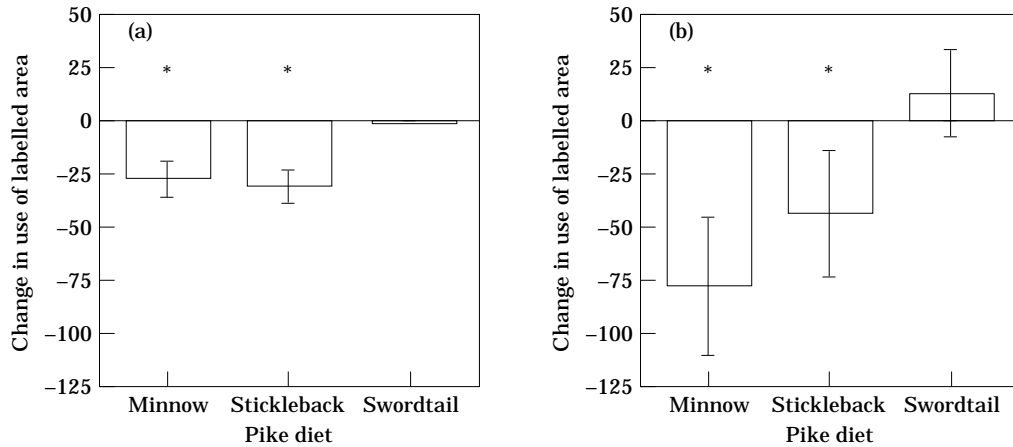 (a)
Change in use of labelled area
50
25
0
–25
–50
–75
–100
–125
* *
Minnow Stickleback Swordtail
Pike diet
(b)
Change in use of labelled area
50
25
0
–25
–50
–75
–100
–125
* *
Minnow Stickleback Swordtail
Pike diet